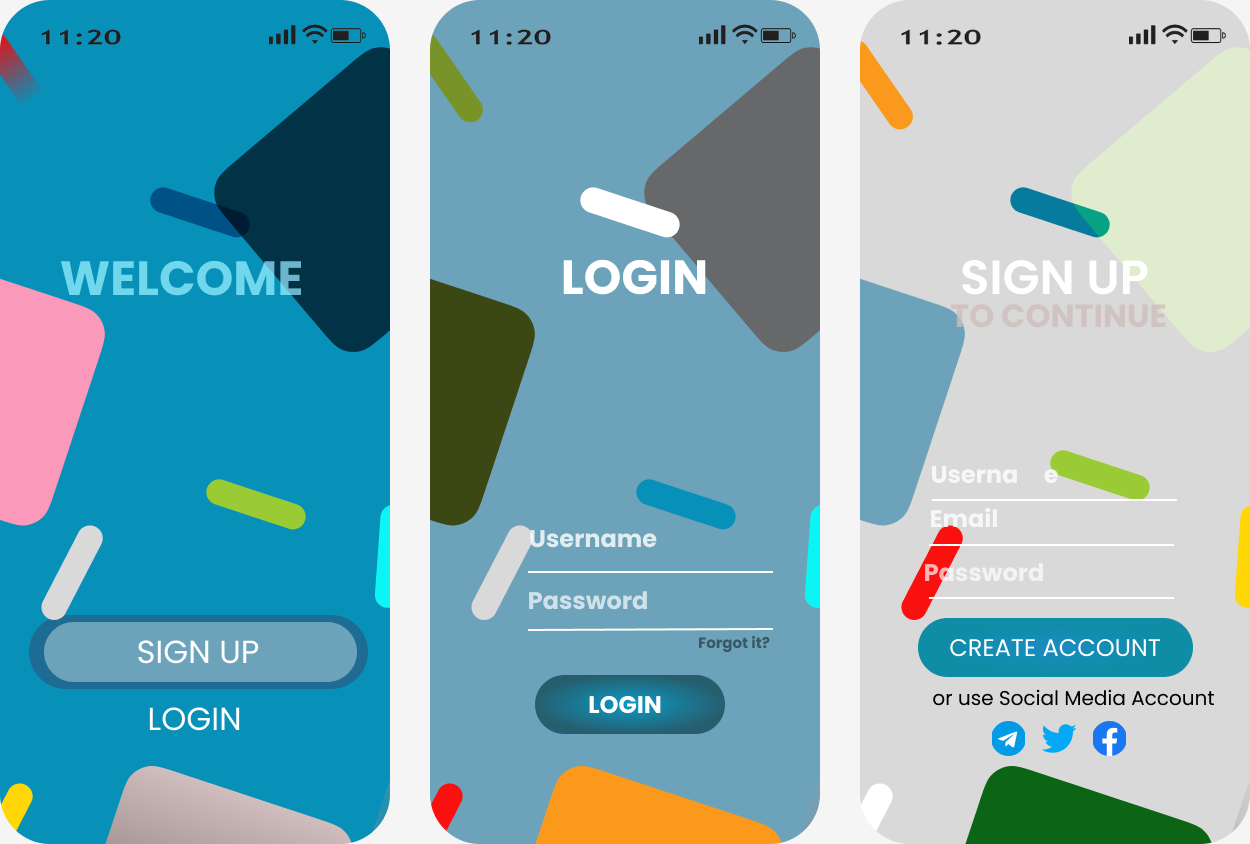 11:20
WELCOME
SIGN UP
LOGIN
11:20
LOGIN
Username
Password
Forgot it?
LOGIN
11:20
SIGN UP
TO CONTINUE
Userna e
Email
Password
CREATE ACCOUNT
or use Social Media Account